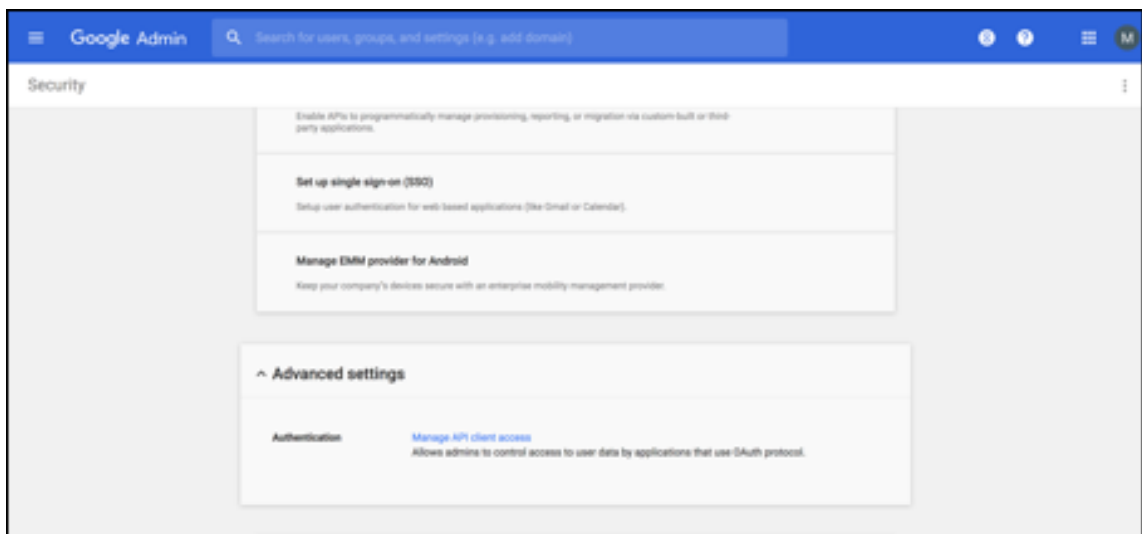 Google Admin
Search for users, groups, and settings (e.g. add domain)
M
Security
Enable APIs to programmatically manage provisioning, reporting, or migration via custom-built or third-
party applications.
Set up single sign-on (SSO)
Setup user authentication for web based applications (like Gmail or Calendar).
Manage EMM provider for Android
Keep your company's devices secure with an enterprise mobility management provider.
Advanced settings
Authentication
Manage API client access
Allows admins to control access to user data by applications that use OAuth protocol.